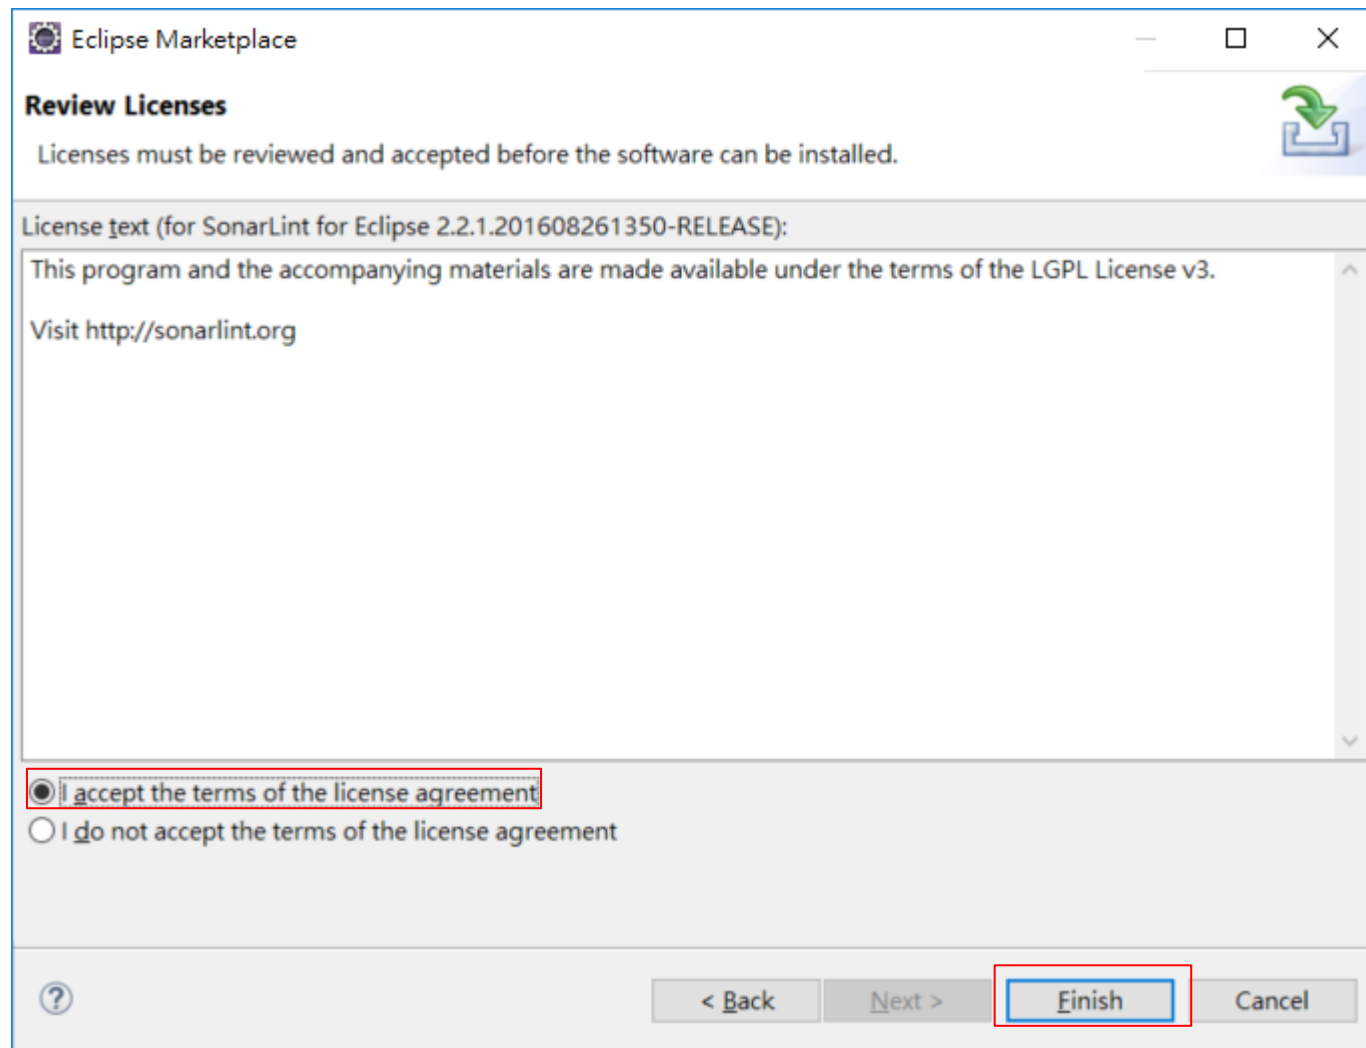 Eclipse Marketplace
Review Licenses
Licenses must be reviewed and accepted before the software can be installed.
License text (for SonarLint for Eclipse 2.2.1.201608261350-RELEASE):
This program and the accompanying materials are made available under the terms of the LGPL License v3.
Visit http://sonarlint.org
I accept the terms of the license agreement
I do not accept the terms of the license agreement
? < Back Next > Finish Cancel